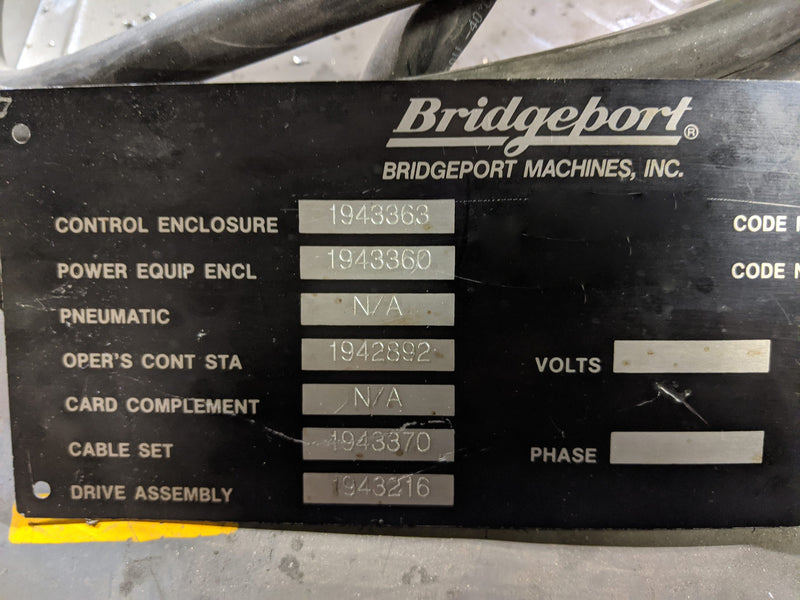 Bridgeport®
BRIDGEPORT MACHINES, INC.
CONTROL ENCLOSURE 1943363 CODE
POWER EQUIP ENCL 1943360 CODE
PNEUMATIC N/A
OPER'S CONT STA 1942892 VOLTS
CARD COMPLEMENT N/A
CABLE SET 1943370 PHASE
DRIVE ASSEMBLY 1943216